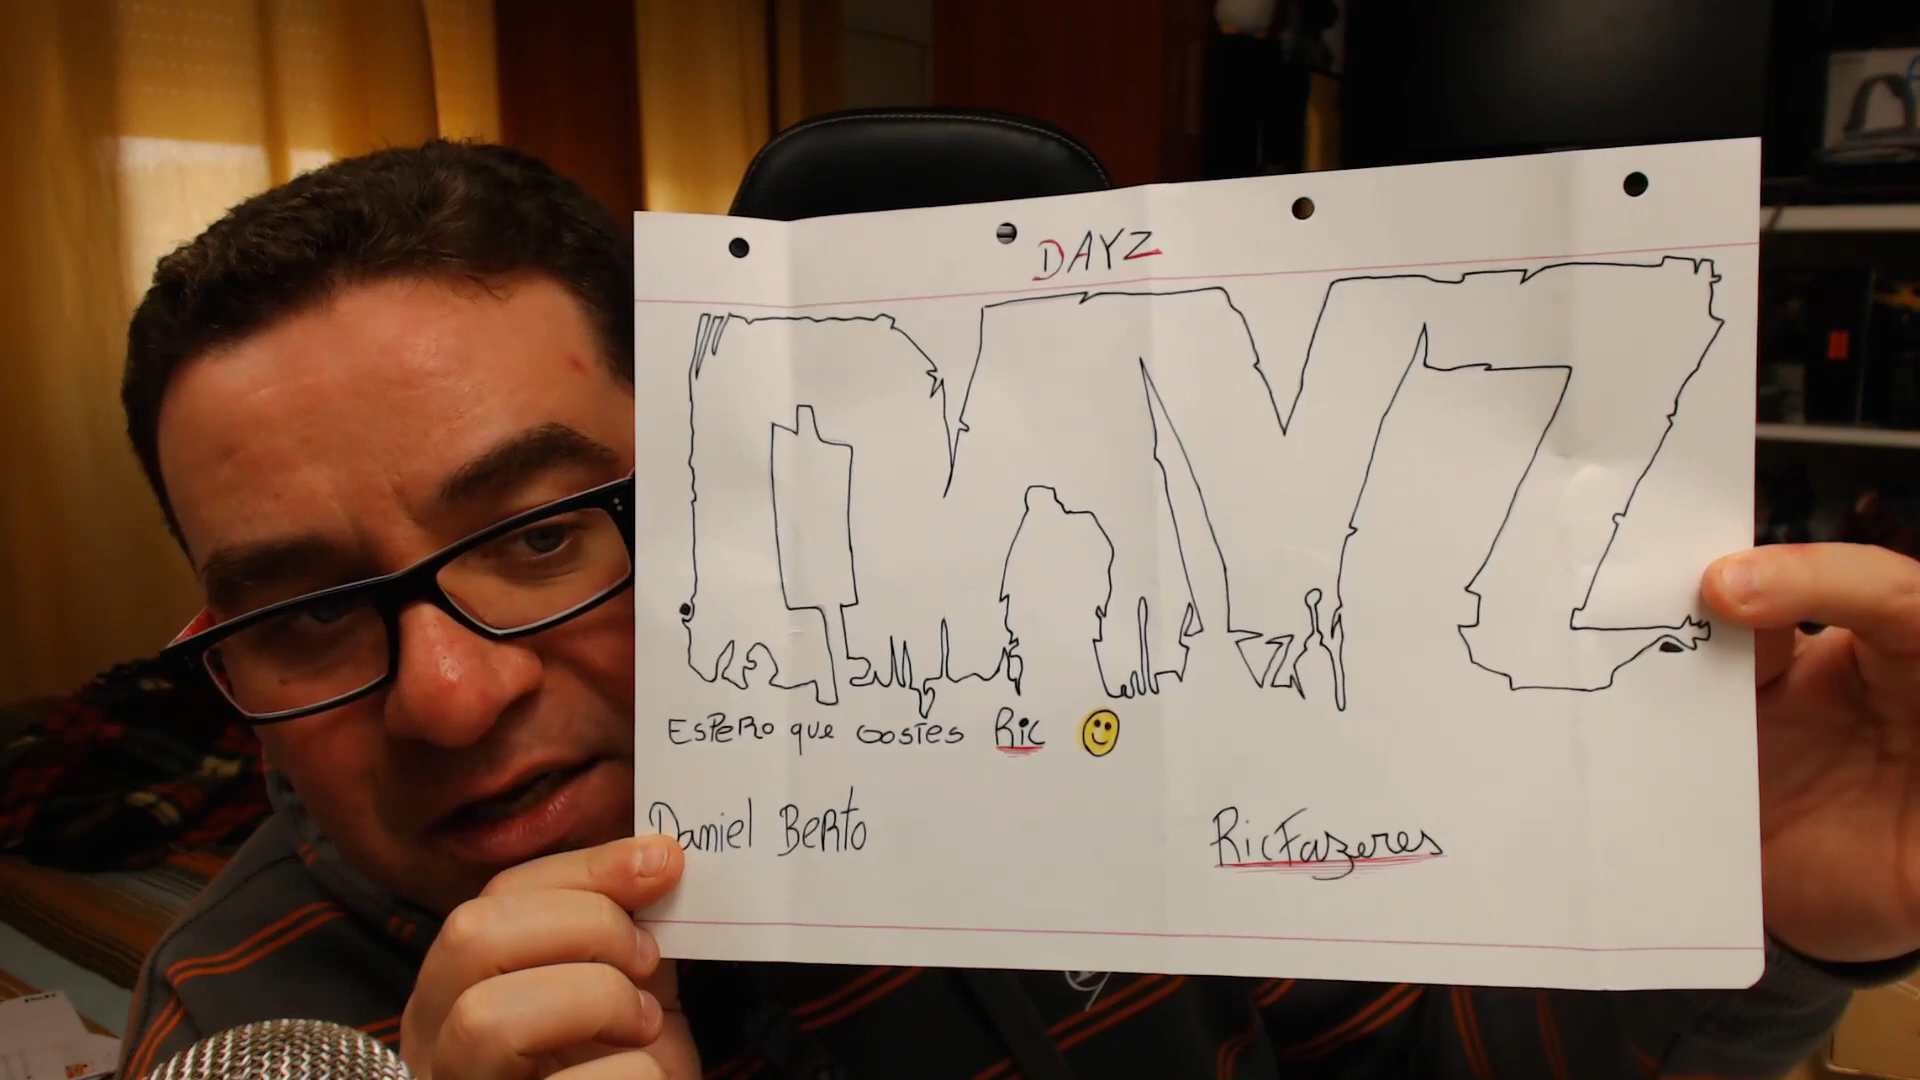 DAYZ
DAYZ
ESPERO que GOSTES Ric
Daniel BERTO
RicFazeres